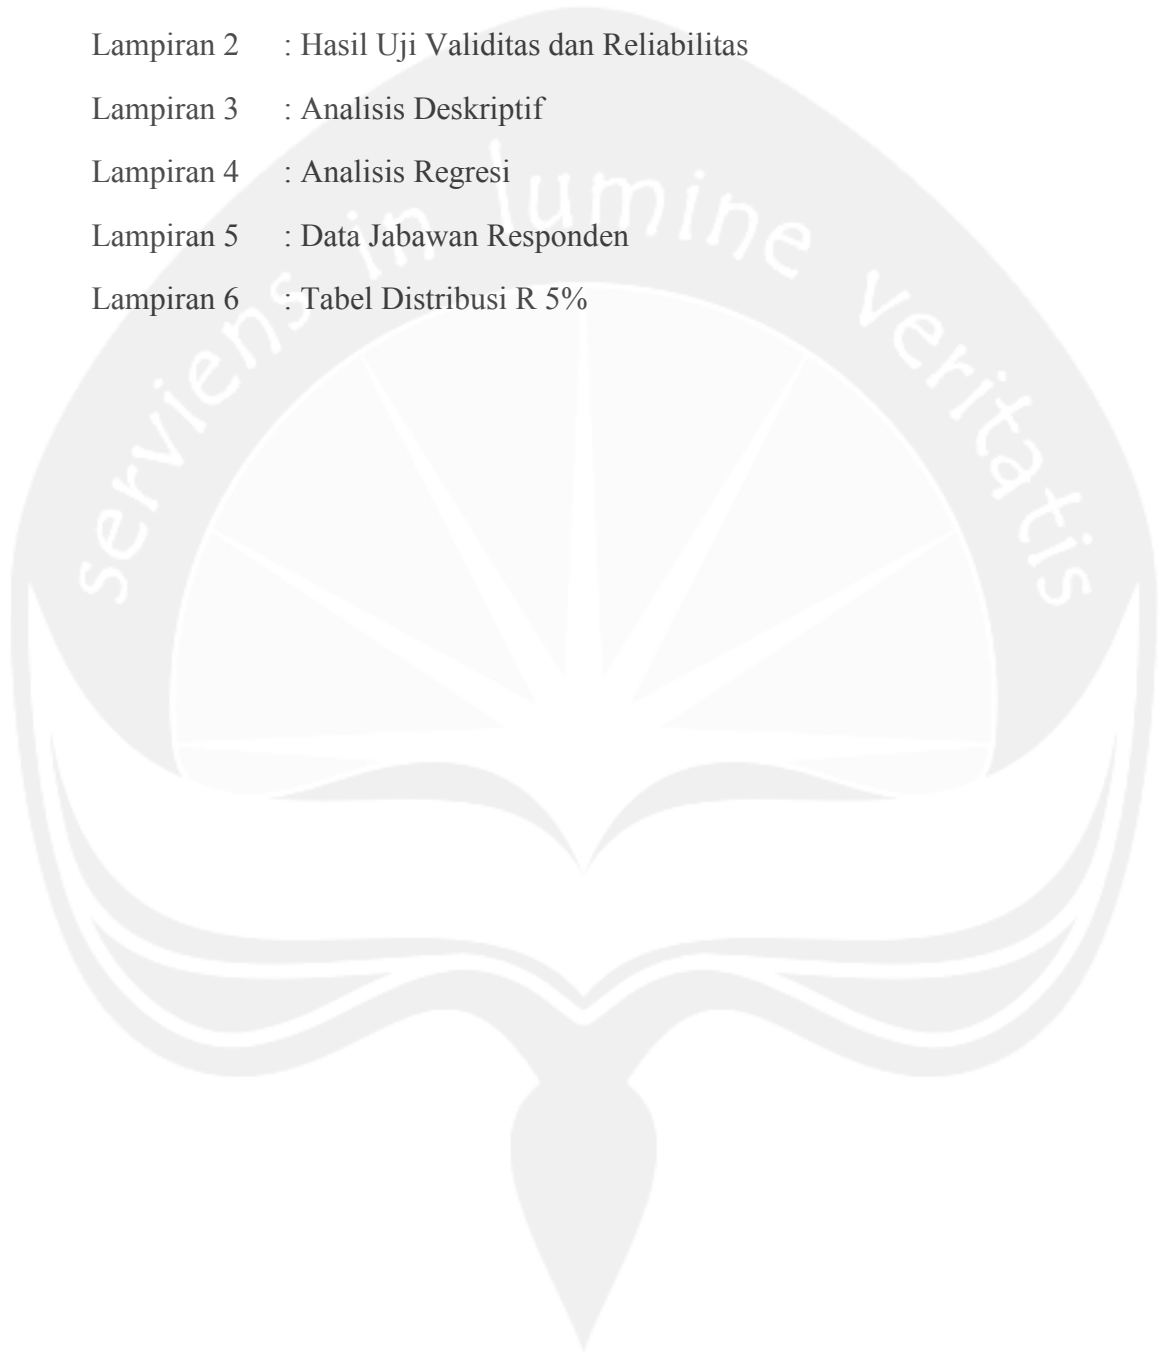 Lampiran 2 : Hasil Uji Validitas dan Reliabilitas
Lampiran 3 : Analisis Deskriptif
Lampiran 4 : Analisis Regresi
Lampiran 5 : Data Jabawan Responden
Lampiran 6 : Tabel Distribusi R 5%
serviens in lumine veritatis